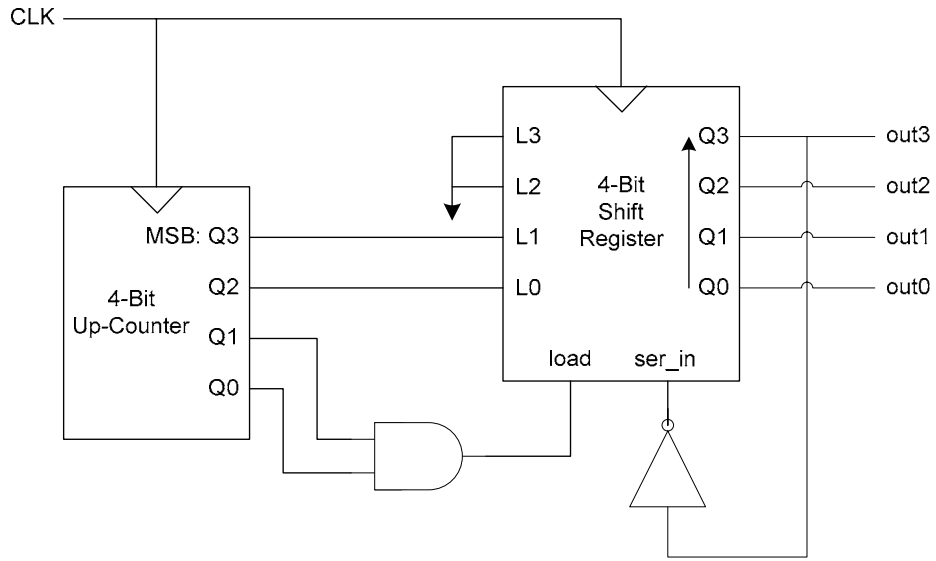 CLK
L3
Q3
out3
L2
4-Bit
Q2
out2
Shift
MSB: Q3
L1
Register
Q1
out1
Q2
L0
Q0
out0
4-Bit
Up-Counter
Q1
load
ser_in
Q0